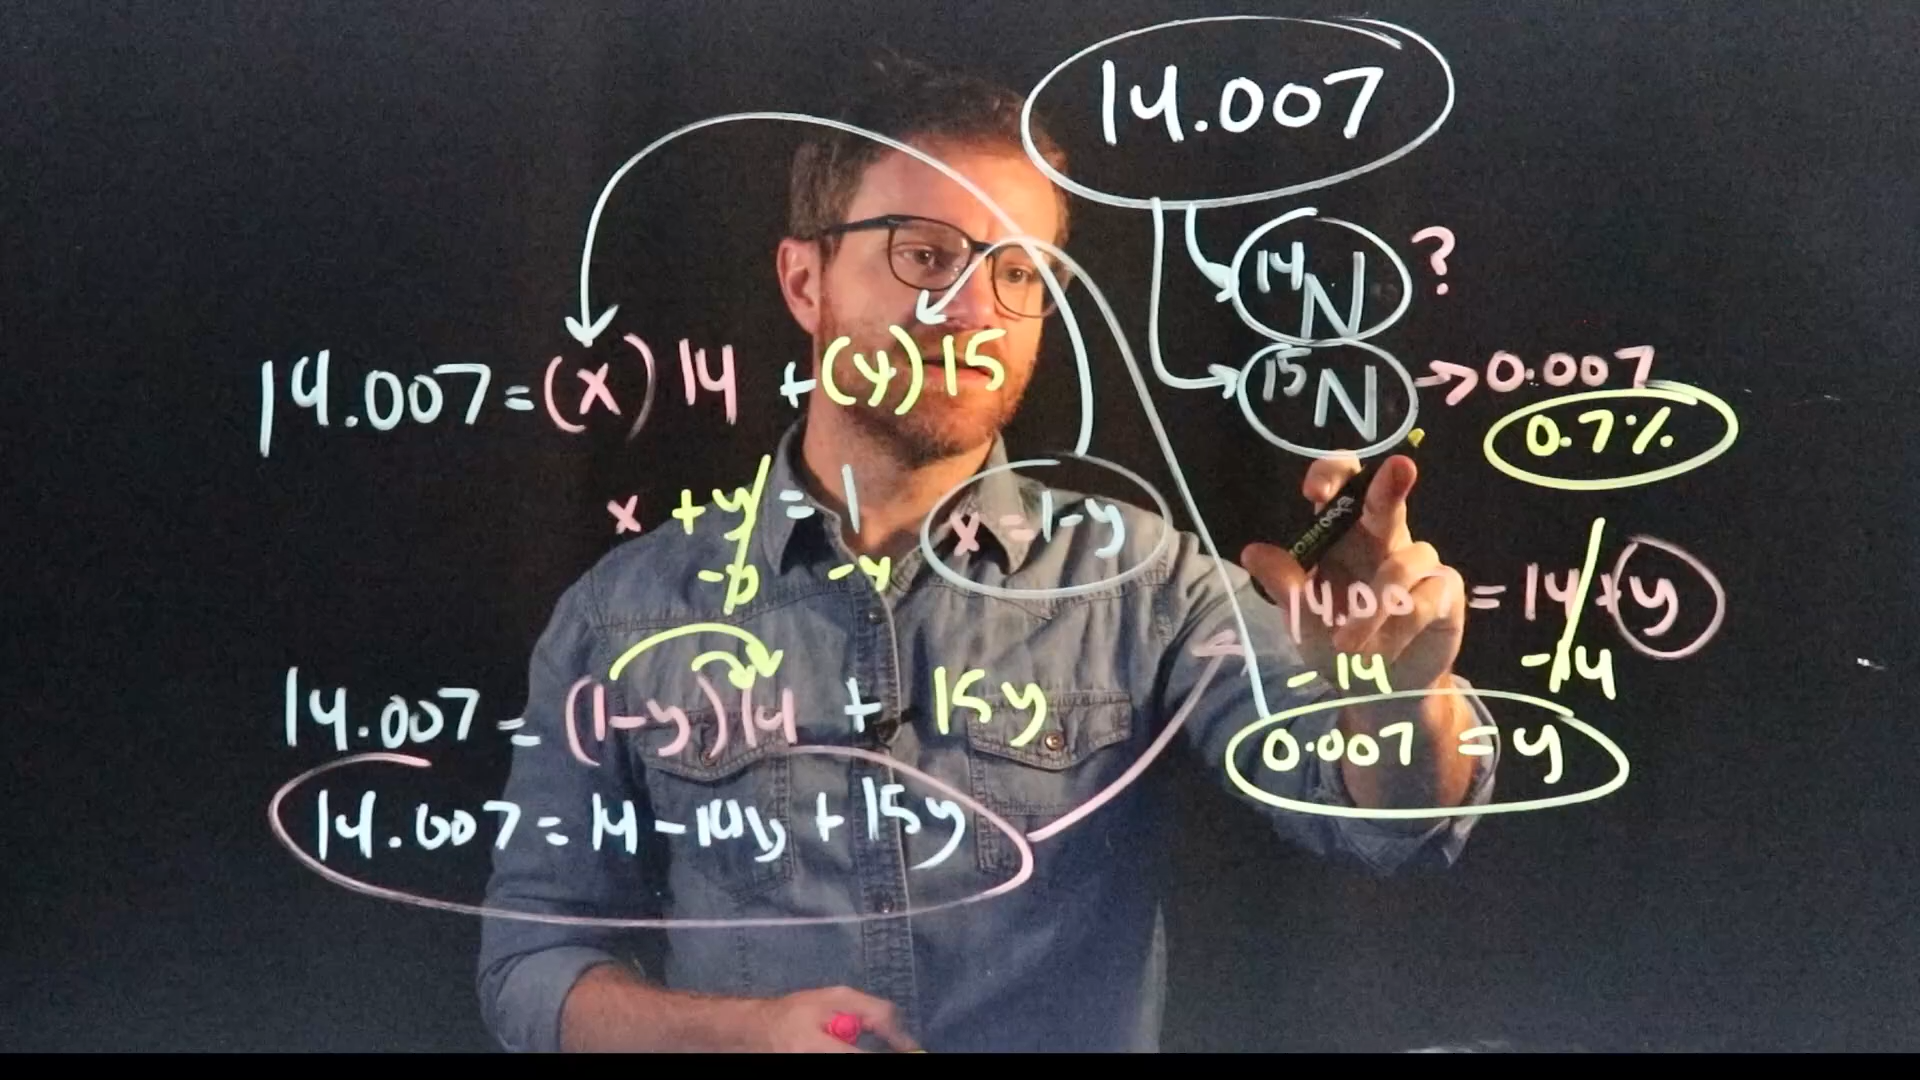 14.007
¹⁴N ?
¹⁵N → 0.007
0.7%
14.007 = (x) 14 + (y) 15
x + y = 1
- y - y
x = 1 - y
14.007 = (1-y) 14 + 15y
14.007 = 14 - 14y + 15y
14.007 = 14 + y
- 14 - 14
0.007 = y